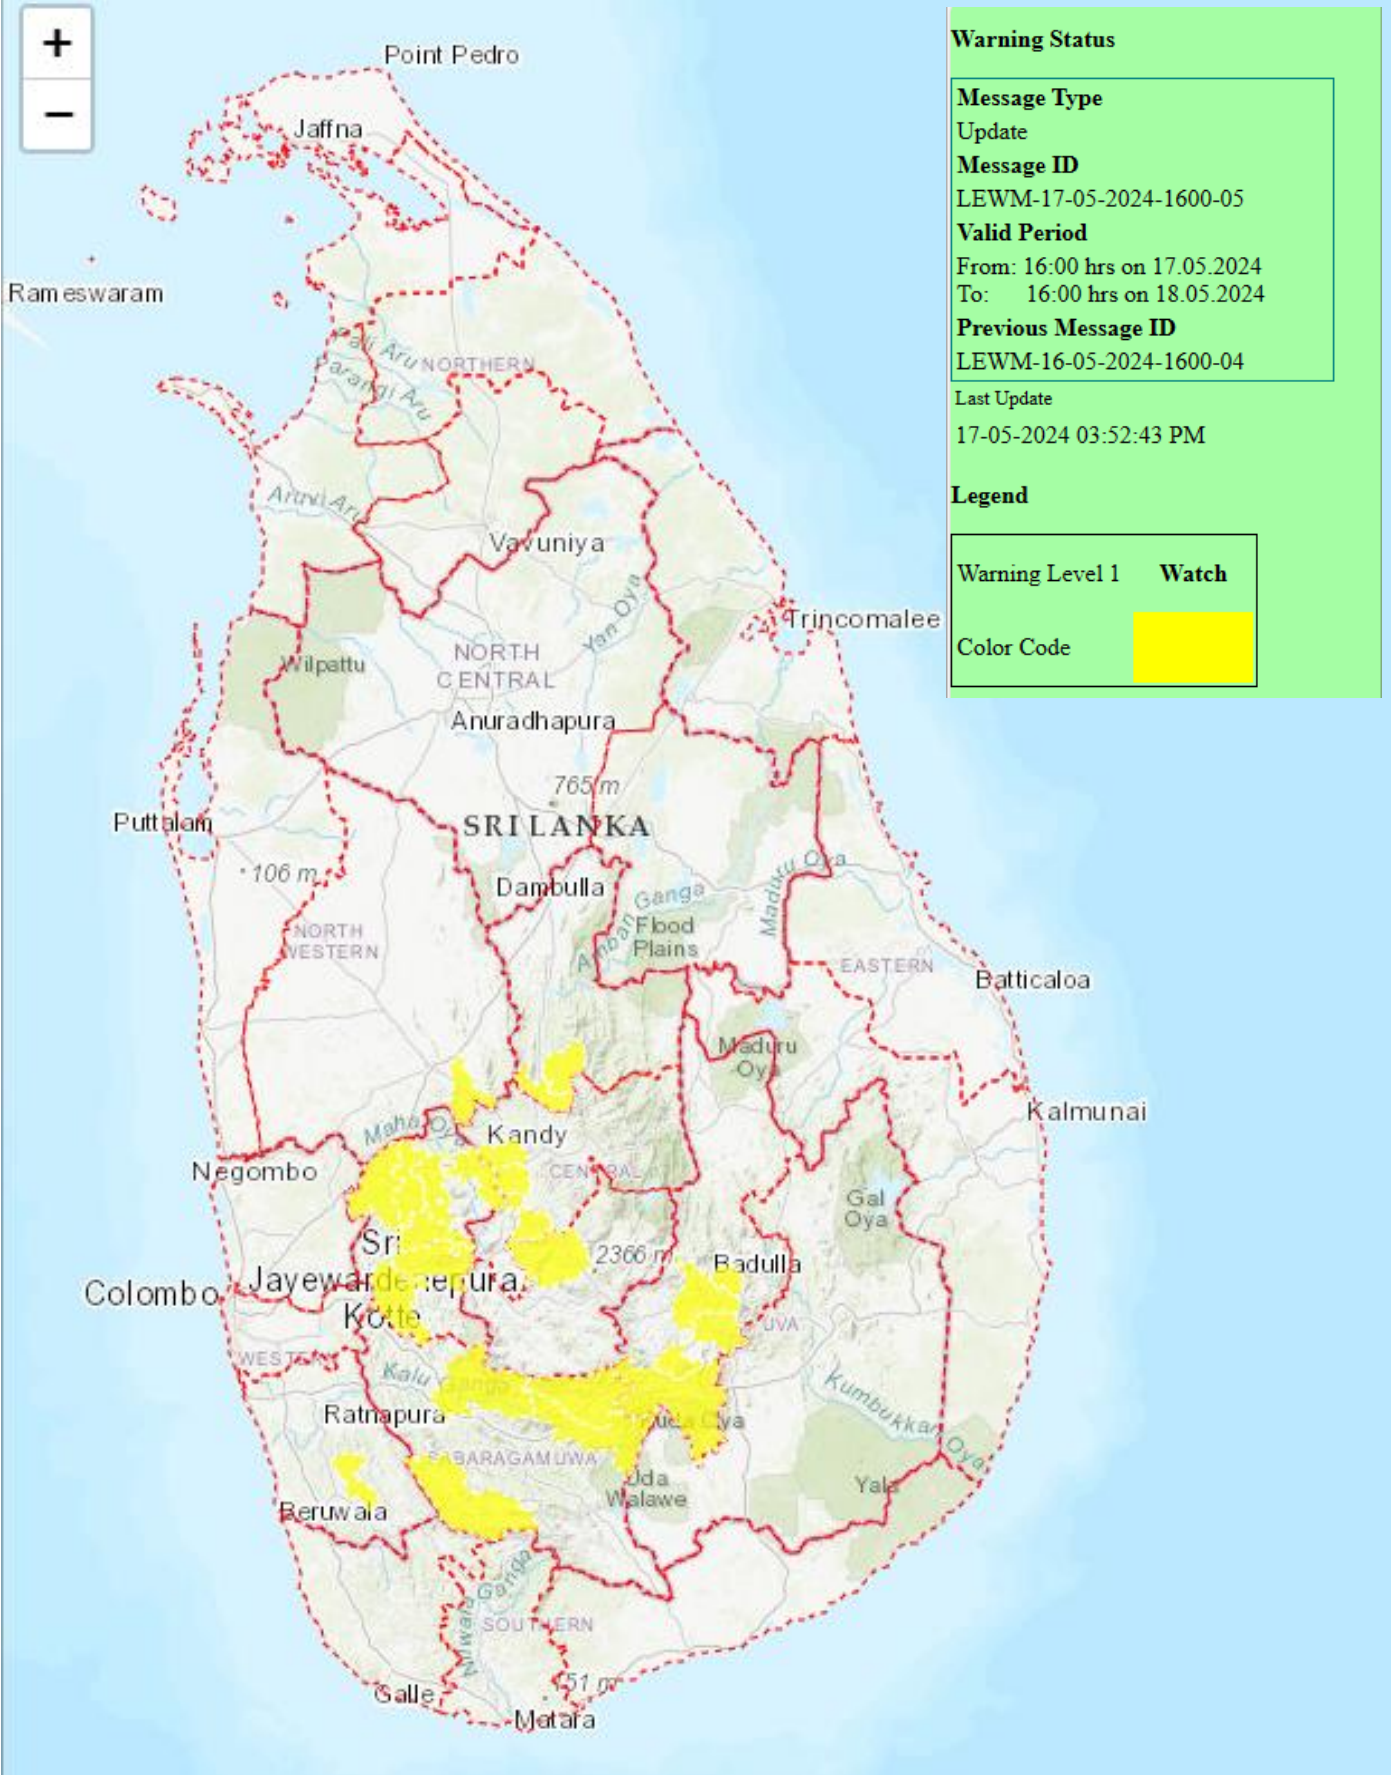 +
−
Point Pedro
Jaffna
Rameswaram
Pali Aru
NORTHERN
Parangi Aru
Aruvi Aru
Vavuniya
Yan Oya
Trincomalee
Wilpattu
NORTH
CENTRAL
Anuradhapura
765 m
SRI LANKA
Puttalam
106 m
Dambulla
Maduru Oya
Amban Ganga
Flood
Plains
NORTH
WESTERN
EASTERN
Batticaloa
Maduru
Oya
Kalmunai
Maha Oya
Kandy
Negombo
CENTRAL
Gal
Oya
Sri
Jayewardenepura
Kotte
2366 m
Badulla
Colombo
UVA
WESTERN
Kalu Ganga
Kumbukkan Oya
Ratnapura
SABARAGAMUWA
Uda
Walawe
Yala
Beruwala
Nilwala Ganga
SOUTHERN
Galle
151 m
Matara
Warning Status
Message Type
Update
Message ID
LEWM-17-05-2024-1600-05
Valid Period
From: 16:00 hrs on 17.05.2024
To: 16:00 hrs on 18.05.2024
Previous Message ID
LEWM-16-05-2024-1600-04
Last Update
17-05-2024 03:52:43 PM
Legend
Warning Level 1 Watch
Color Code